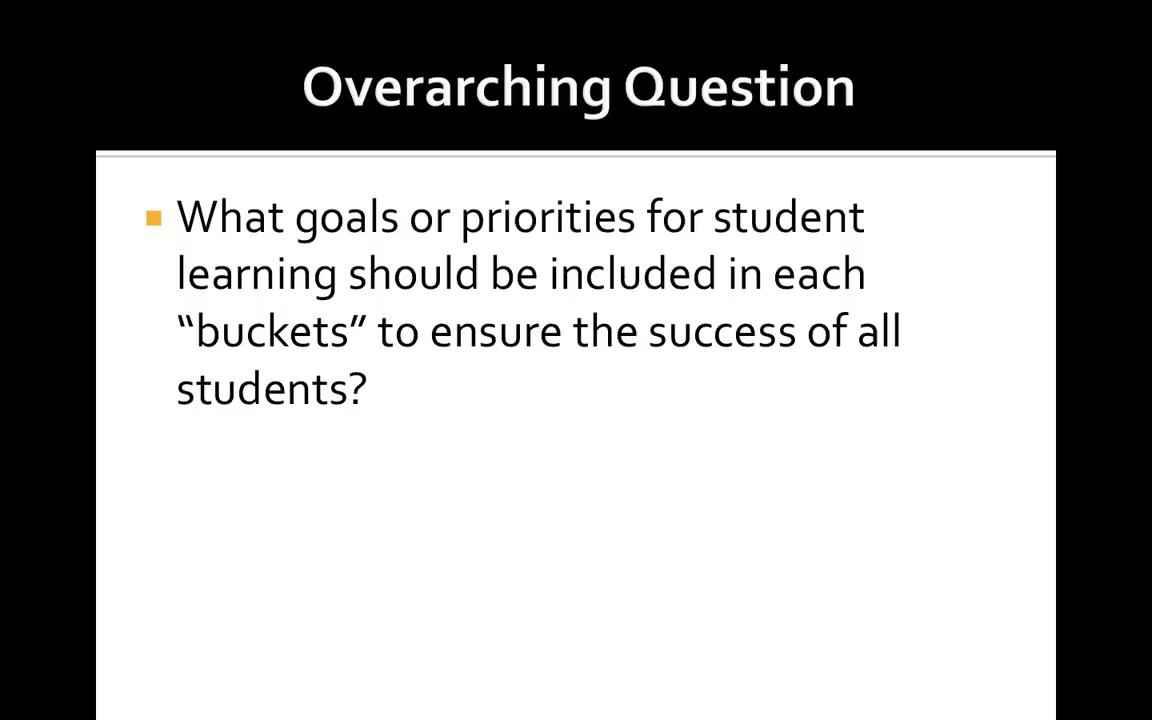 Overarching Question
What goals or priorities for student
learning should be included in each
“buckets” to ensure the success of all
students?